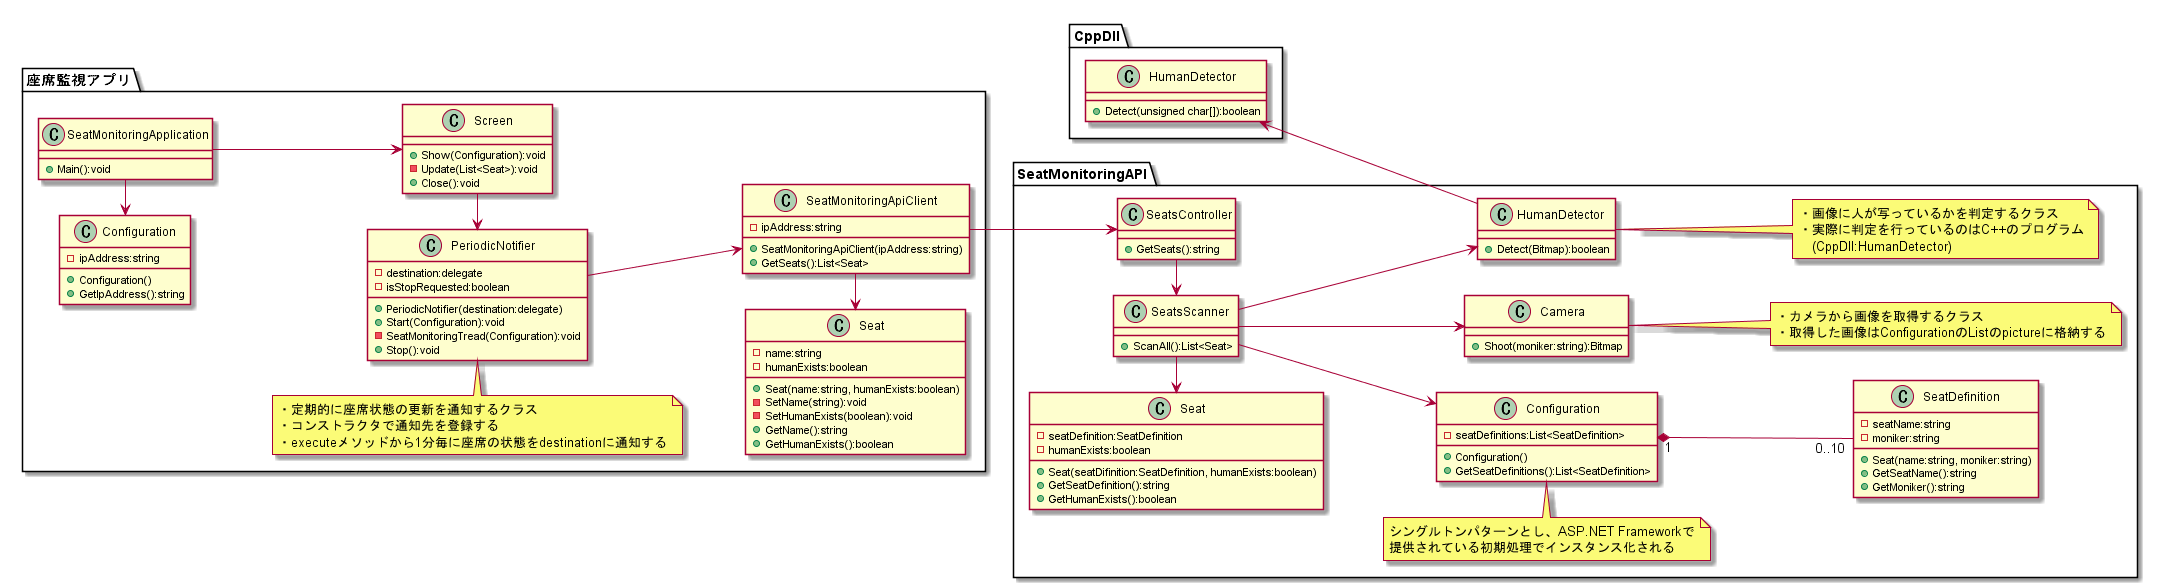 座席監視アプリ
C SeatMonitoringApplication
Main():void
C Configuration
ipAddress:string
Configuration()
GetIpAddress():string
C Screen
Show(Configuration):void
Update(List<Seat>):void
Close():void
C PeriodicNotifier
destination:delegate
isStopRequested:boolean
PeriodicNotifier(destination:delegate)
Start(Configuration):void
SeatMonitoringTread(Configuration):void
Stop():void
・定期的に座席状態の更新を通知するクラス
・コンストラクタで通知先を登録する
・executeメソッドから1分毎に座席の状態をdestinationに通知する
C SeatMonitoringApiClient
ipAddress:string
SeatMonitoringApiClient(ipAddress:string)
GetSeats():List<Seat>
C Seat
name:string
humanExists:boolean
Seat(name:string, humanExists:boolean)
SetName(string):void
SetHumanExists(boolean):void
GetName():string
GetHumanExists():boolean
CppDll
C HumanDetector
Detect(unsigned char[]):boolean
SeatMonitoringAPI
C SeatsController
GetSeats():string
C SeatsScanner
ScanAll():List<Seat>
C Seat
seatDefinition:SeatDefinition
humanExists:boolean
Seat(seatDifinition:SeatDefinition, humanExists:boolean)
GetSeatDefinition():string
GetHumanExists():boolean
C HumanDetector
Detect(Bitmap):boolean
・画像に人が写っているかを判定するクラス
・実際に判定を行っているのはC++のプログラム
(CppDll:HumanDetector)
C Camera
Shoot(moniker:string):Bitmap
・カメラから画像を取得するクラス
・取得した画像はConfigurationのListのpictureに格納する
C Configuration
seatDefinitions:List<SeatDefinition>
Configuration()
GetSeatDefinitions():List<SeatDefinition>
1
0..10
C SeatDefinition
seatName:string
moniker:string
Seat(name:string, moniker:string)
GetSeatName():string
GetMoniker():string
シングルトンパターンとし、ASP.NET Frameworkで
提供されている初期処理でインスタンス化される